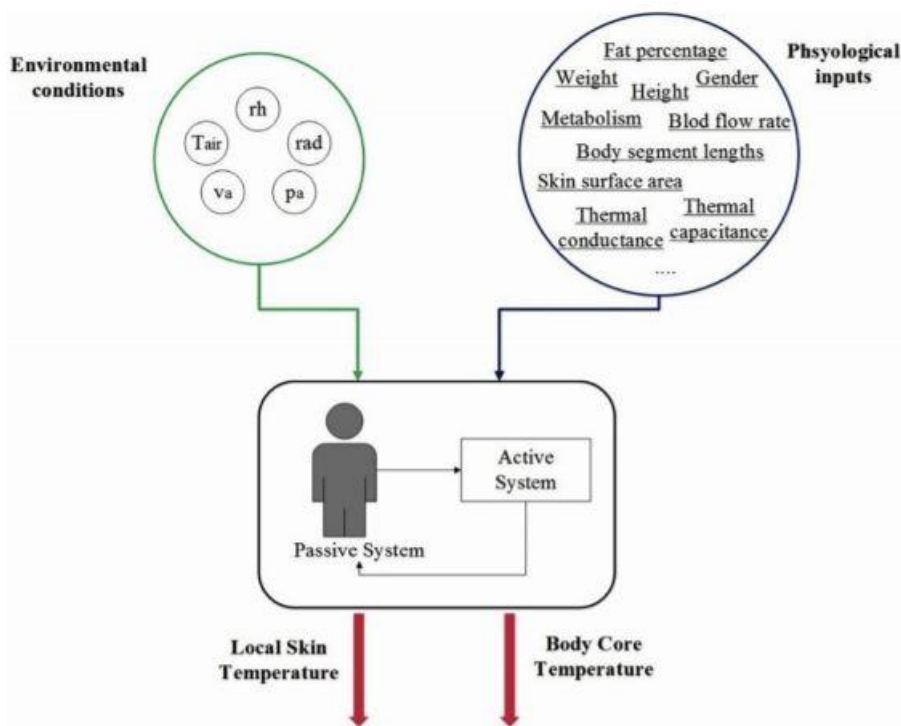 Environmental
conditions
rh
Tair
rad
va
pa
Fat percentage
Weight
Gender
Height
Metabolism
Blod flow rate
Body segment lengths
Skin surface area
Thermal
conductance
Thermal
capacitance
....
Phsyological
inputs
Active
System
Passive System
Local Skin
Temperature
Body Core
Temperature